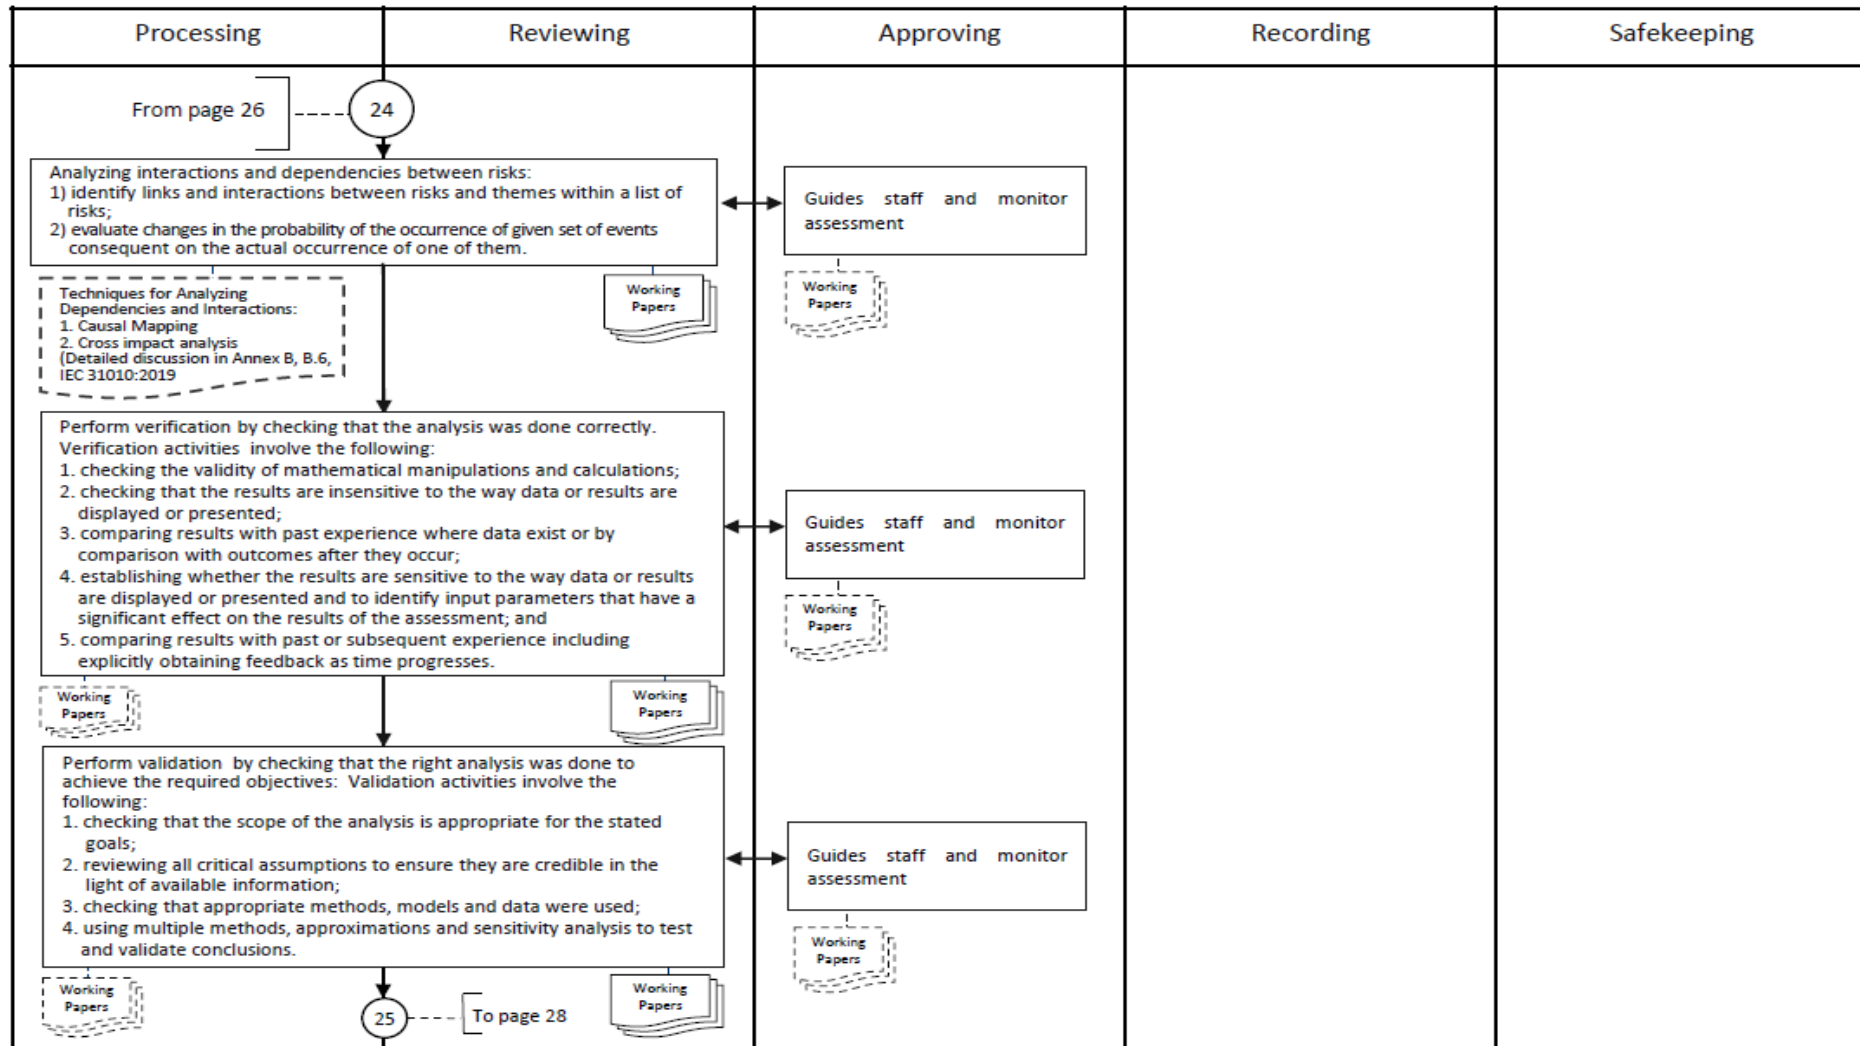 Processing
Reviewing
Approving
Recording
Safekeeping
From page 26
24
Analyzing interactions and dependencies between risks:
1) identify links and interactions between risks and themes within a list of
risks;
2) evaluate changes in the probability of the occurrence of given set of events
consequent on the actual occurrence of one of them.
Guides staff and monitor
assessment
Techniques for Analyzing
Dependencies and Interactions:
1. Causal Mapping
2. Cross impact analysis
(Detailed discussion in Annex B, B.6,
IEC 31010:2019
Working
Papers
Working
Papers
Perform verification by checking that the analysis was done correctly.
Verification activities involve the following:
1. checking the validity of mathematical manipulations and calculations;
2. checking that the results are insensitive to the way data or results are
displayed or presented;
3. comparing results with past experience where data exist or by
comparison with outcomes after they occur;
4. establishing whether the results are sensitive to the way data or results
are displayed or presented and to identify input parameters that have a
significant effect on the results of the assessment; and
5. comparing results with past or subsequent experience including
explicitly obtaining feedback as time progresses.
Guides staff and monitor
assessment
Working
Papers
Working
Papers
Working
Papers
Perform validation by checking that the right analysis was done to
achieve the required objectives: Validation activities involve the
following:
1. checking that the scope of the analysis is appropriate for the stated
goals;
2. reviewing all critical assumptions to ensure they are credible in the
light of available information;
3. checking that appropriate methods, models and data were used;
4. using multiple methods, approximations and sensitivity analysis to test
and validate conclusions.
Guides staff and monitor
assessment
Working
Papers
Working
Papers
Working
Papers
25
To page 28